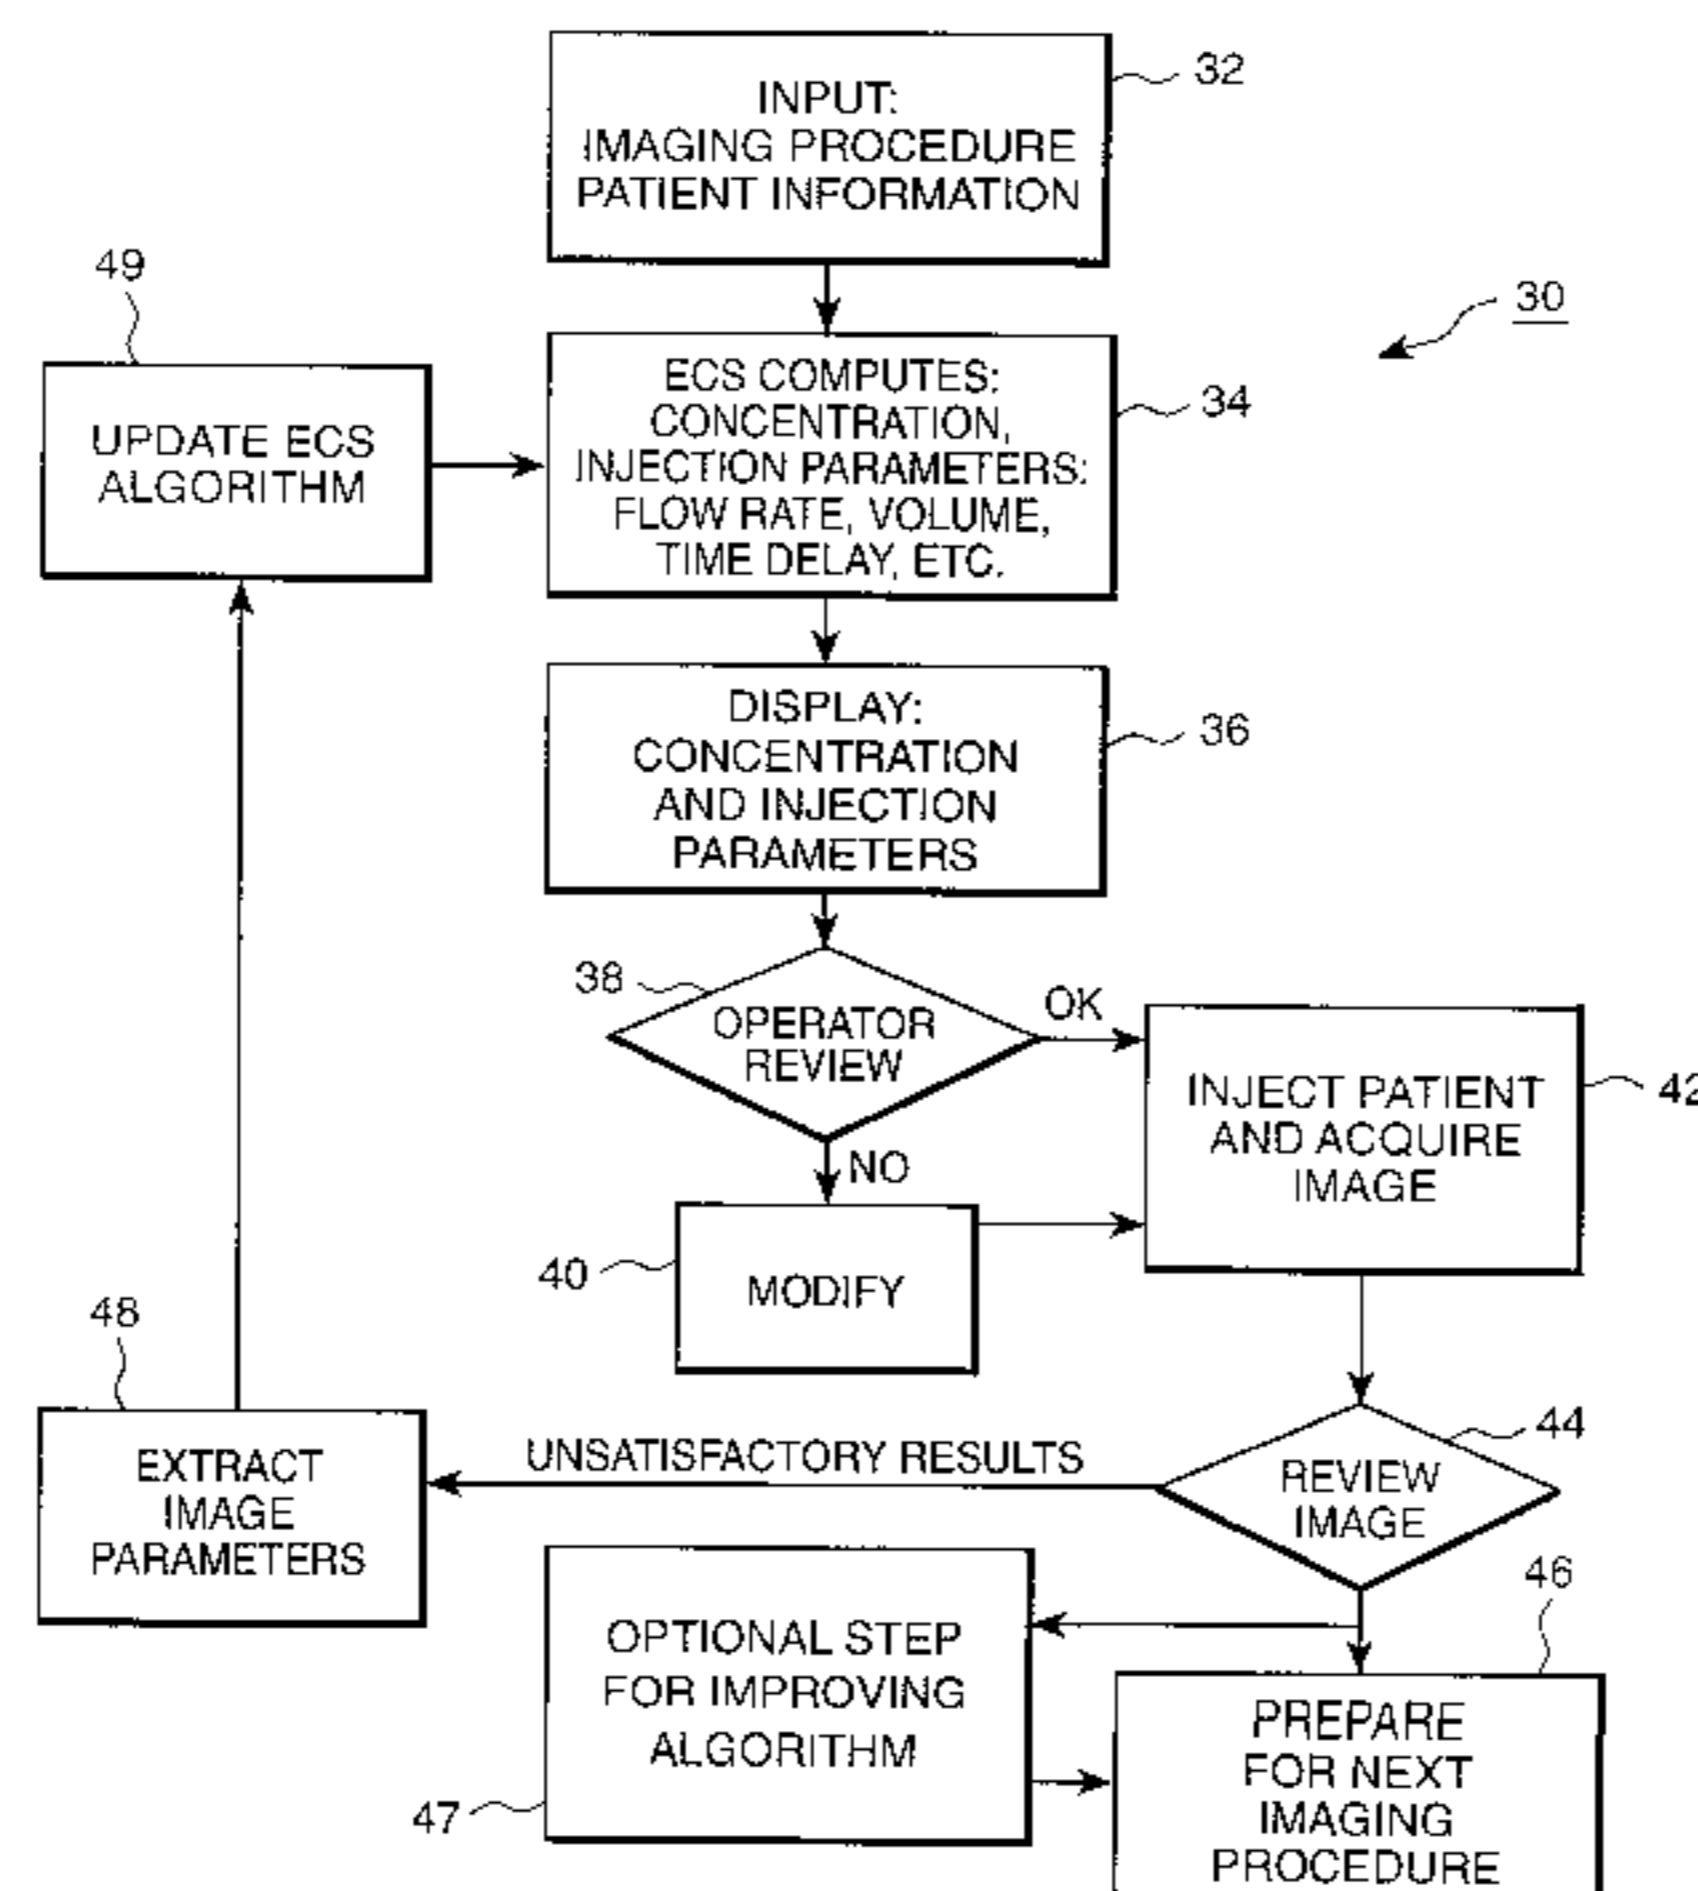 32
INPUT:
IMAGING PROCEDURE
PATIENT INFORMATION
49
30
UPDATE ECS
ALGORITHM
ECS COMPUTES:
CONCENTRATION,
INJECTION PARAMETERS:
FLOW RATE, VOLUME,
TIME DELAY, ETC.
34
DISPLAY:
CONCENTRATION
AND INJECTION
PARAMETERS
36
38
OPERATOR
REVIEW
OK
NO
INJECT PATIENT
AND ACQUIRE
IMAGE
42
40
MODIFY
48
EXTRACT
IMAGE
PARAMETERS
UNSATISFACTORY RESULTS
44
REVIEW
IMAGE
46
OPTIONAL STEP
FOR IMPROVING
ALGORITHM
47
PREPARE
FOR NEXT
IMAGING
PROCEDURE